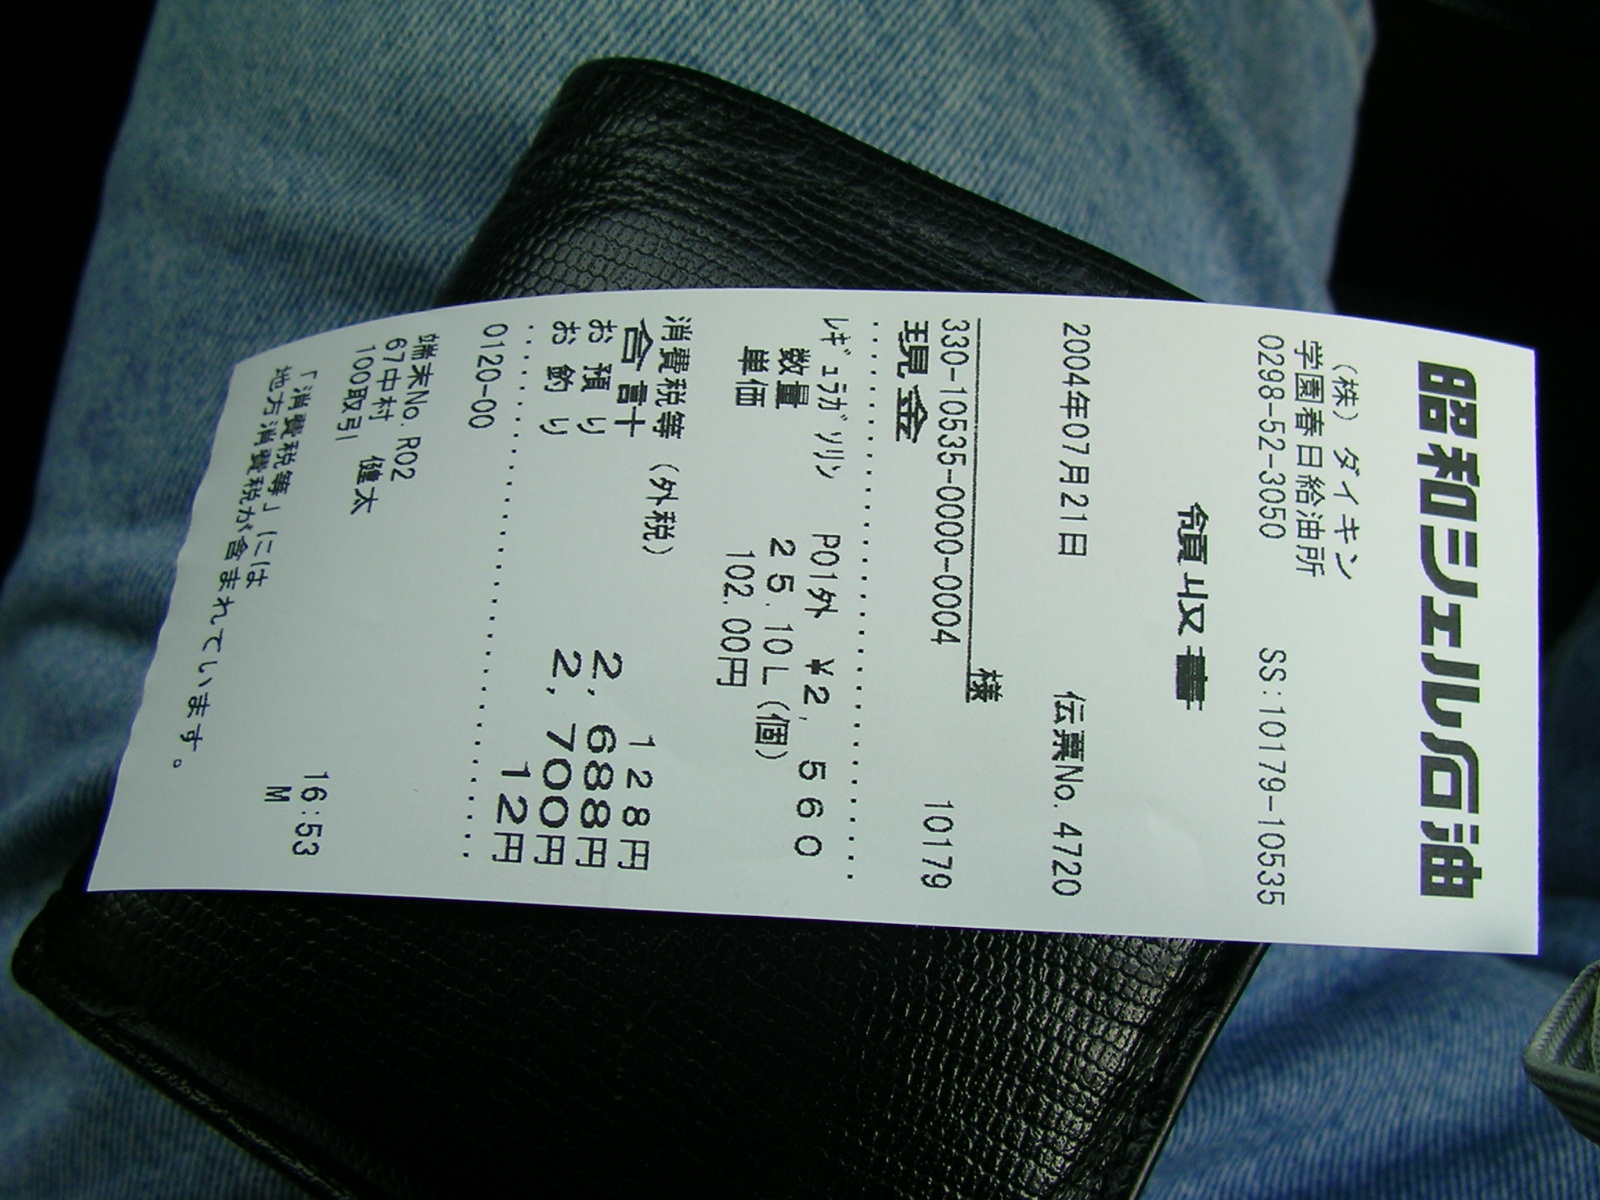 昭和シェル石油
(株) ダイキン
学園春日給油所
0298-52-3050 SS:10179-10535
領収書
2004年07月21日 伝票No. 4720
様
330-10535-0000-0004 10179
現金
ﾚｷﾞｭﾗｶﾞｿﾘﾝ P01外 ¥2,560
数量 25.10L(個)
単価 102.00円
消費税等(外税) 128円
合計 2,688円
お預り 2,700円
お釣り 12円
0120-00
端末No. R02
67中村 健太
100取引 16:53
M
「消費税等」には
地方消費税が含まれています。